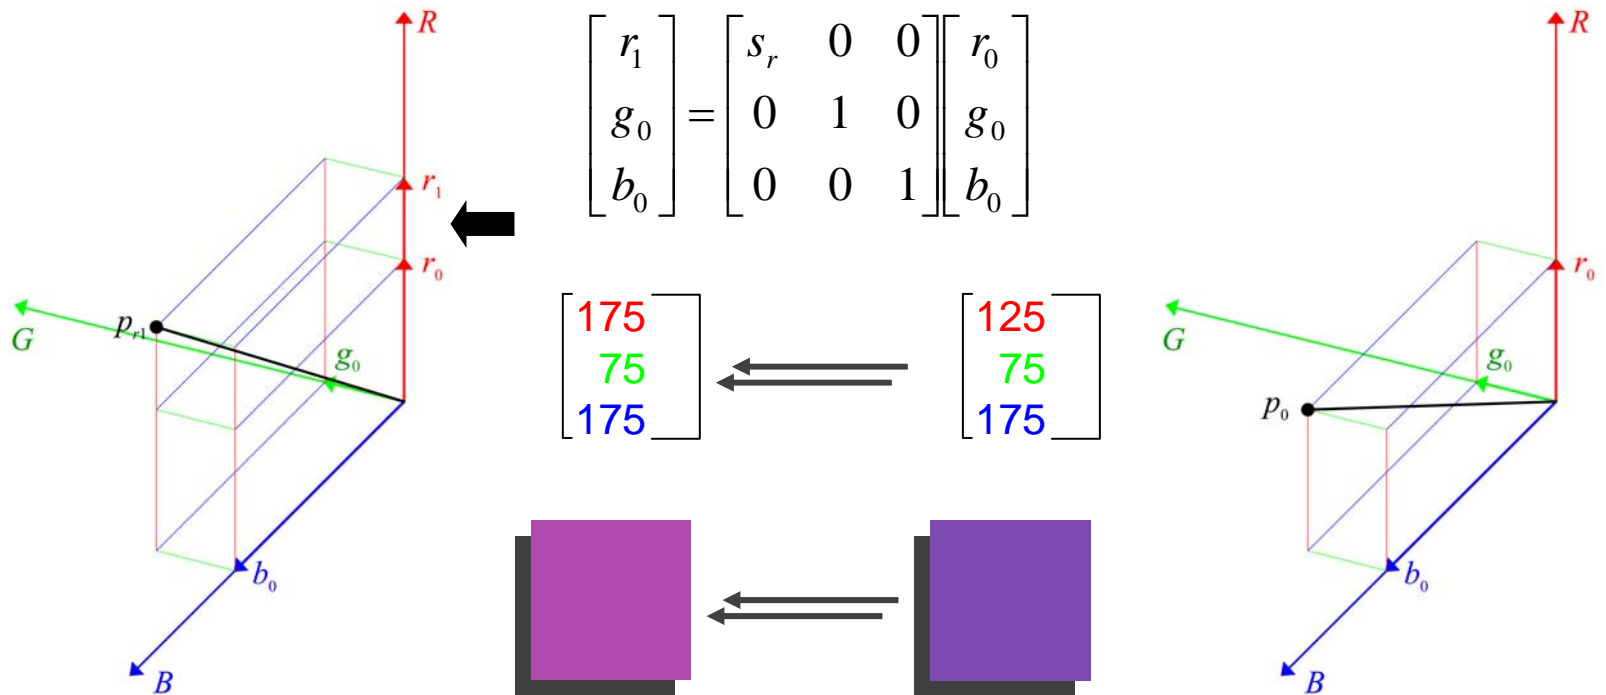 R
r₁
r₀
G
pᵣ₁
g₀
b₀
B
[r₁ g₀ b₀] = [sᵣ 0 0 0 1 0 0 0 1] [r₀ g₀ b₀]
175 125
75 75
175 175
R
r₀
G
g₀
p₀
b₀
B